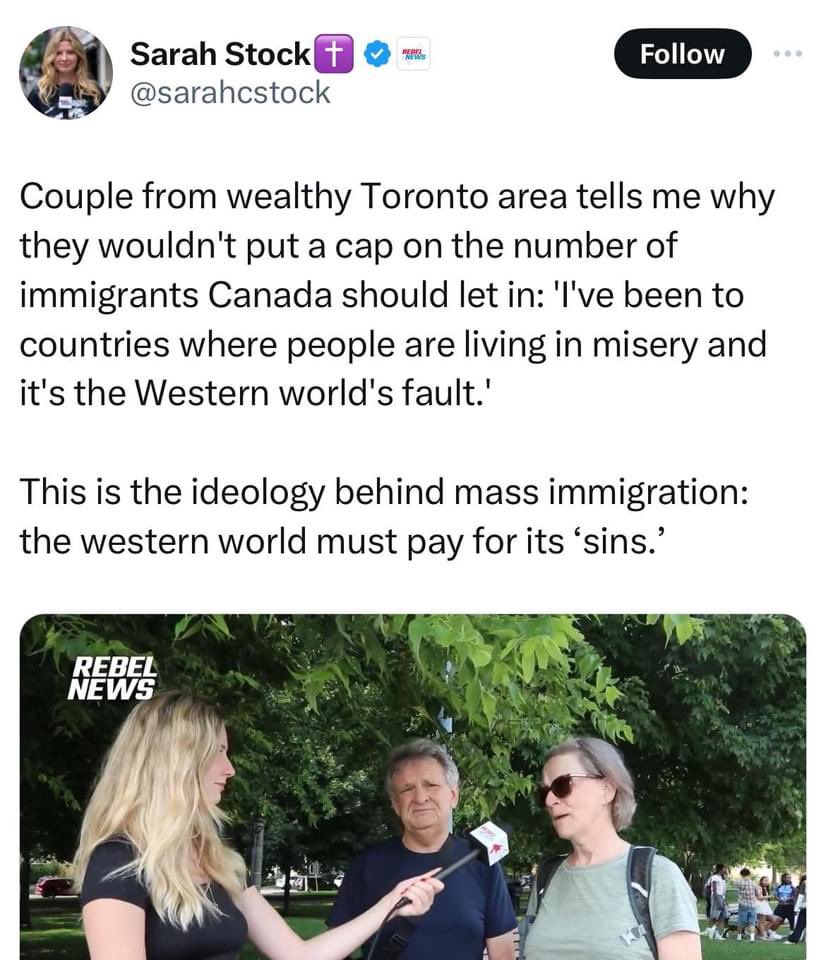 Sarah Stock
REBEL
NEWS
Follow
@sarahcstock
Couple from wealthy Toronto area tells me why
they wouldn't put a cap on the number of
immigrants Canada should let in: 'I've been to
countries where people are living in misery and
it's the Western world's fault.'
This is the ideology behind mass immigration:
the western world must pay for its ‘sins.’
REBEL
NEWS